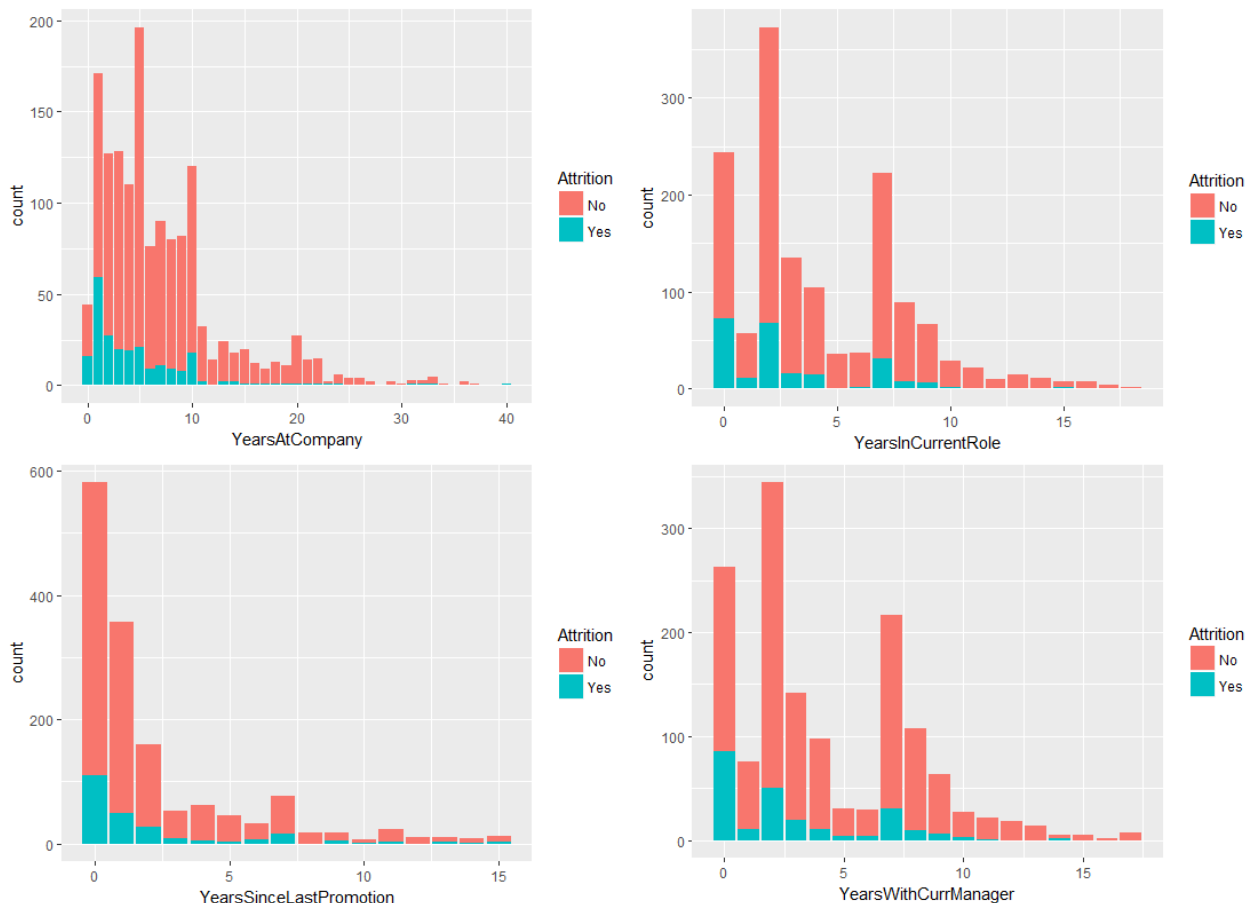 200
150
100
50
0
count
0 10 20 30 40
YearsAtCompany
Attrition
No
Yes
300
200
100
0
count
0 5 10 15
YearsInCurrentRole
Attrition
No
Yes
600
400
200
0
count
0 5 10 15
YearsSinceLastPromotion
Attrition
No
Yes
300
200
100
0
count
0 5 10 15
YearsWithCurrManager
Attrition
No
Yes